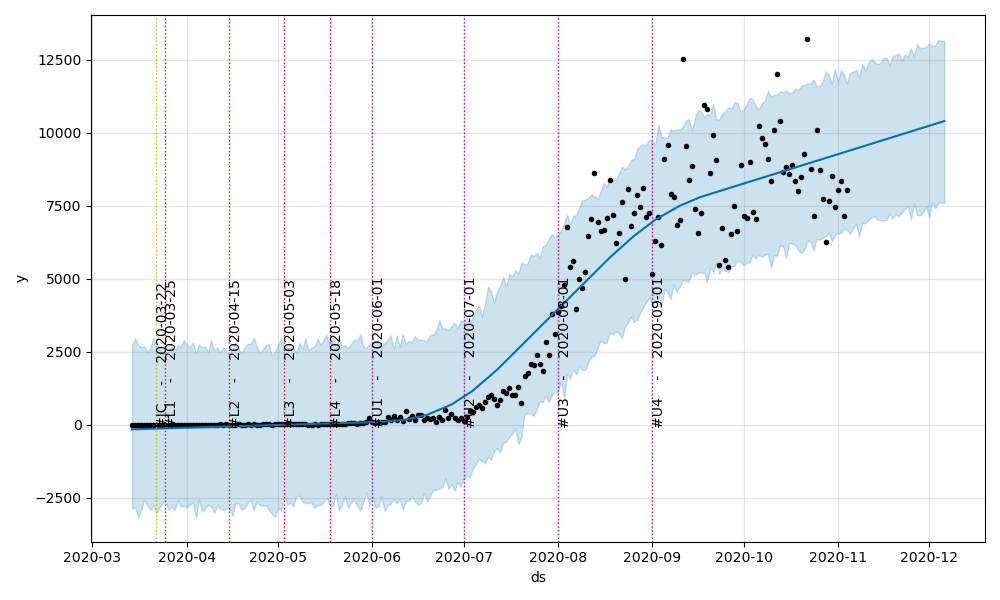 12500
10000
7500
5000
2500
0
−2500
y
#JC - 2020-03-22
#L1 - 2020-03-25
#L2 - 2020-04-15
#L3 - 2020-05-03
#L4 - 2020-05-18
#U1 - 2020-06-01
#U2 - 2020-07-01
#U3 - 2020-08-01
#U4 - 2020-09-01
2020-03 2020-04 2020-05 2020-06 2020-07 2020-08 2020-09 2020-10 2020-11 2020-12
ds